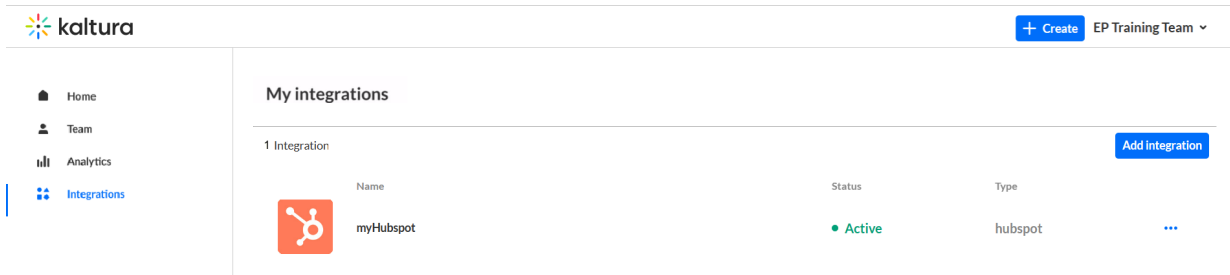 kaltura
+ Create
EP Training Team
Home
Team
Analytics
Integrations
My integrations
1 Integration
Add integration
Name Status Type
myHubspot Active hubspot